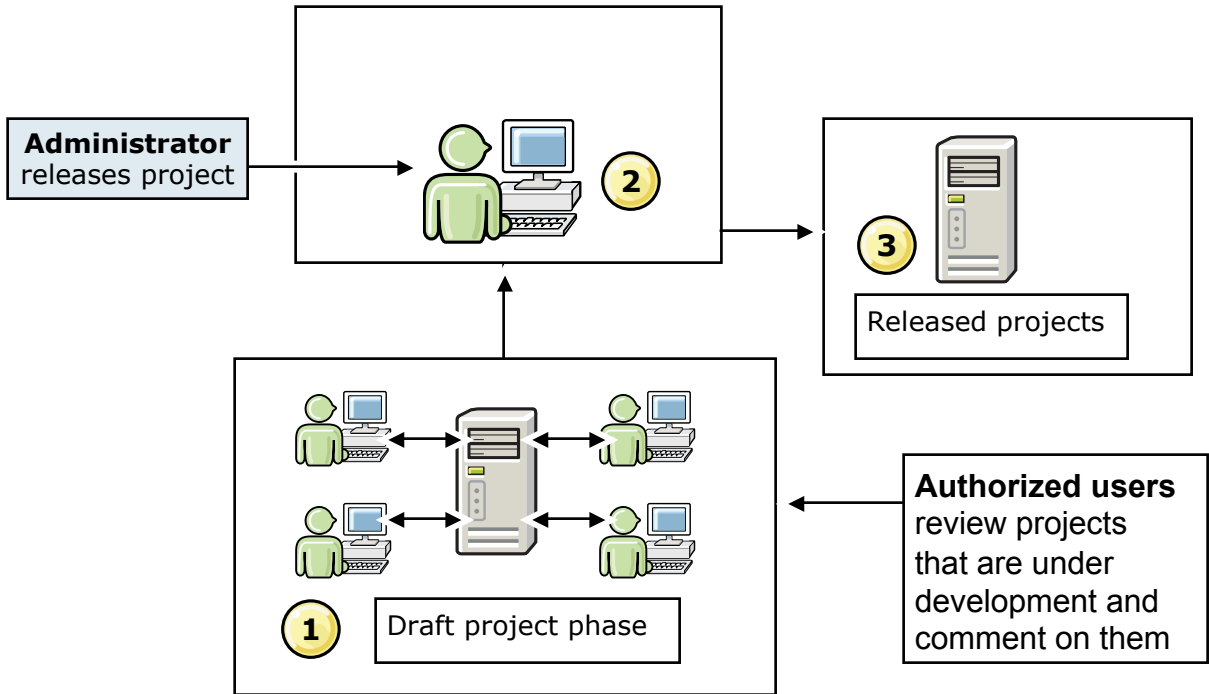 Administrator
releases project
2
3
Released projects
1
Draft project phase
Authorized users
review projects
that are under
development and
comment on them